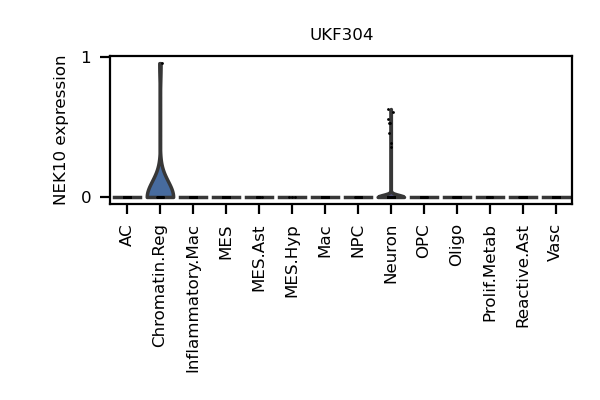 UKF304
NEK10 expression
1
0
AC
Chromatin.Reg
Inflammatory.Mac
MES
MES.Ast
MES.Hyp
Mac
NPC
Neuron
OPC
Oligo
Prolif.Metab
Reactive.Ast
Vasc